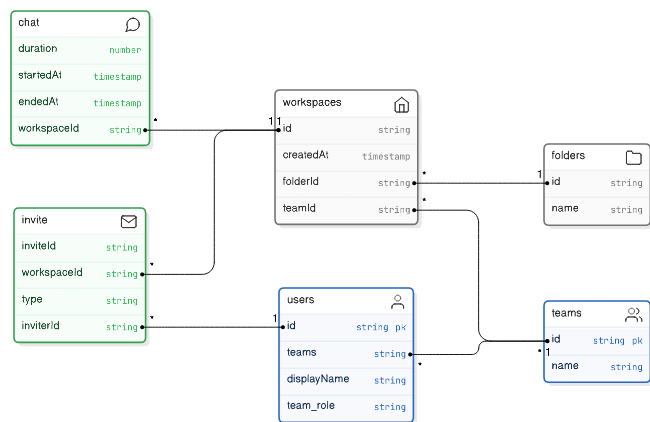 chat
duration number
startedAt timestamp
endedAt timestamp
workspaceId string
* 1 1
workspaces
id string
createdAt timestamp
folderId string
teamId string
* 1
*
folders
id string
name string
invite
inviteId string
workspaceId string
type string
inviterId string
*
* 1
users
id string pk
teams string
displayName string
team_role string
*
teams
id string pk
name string
* 1